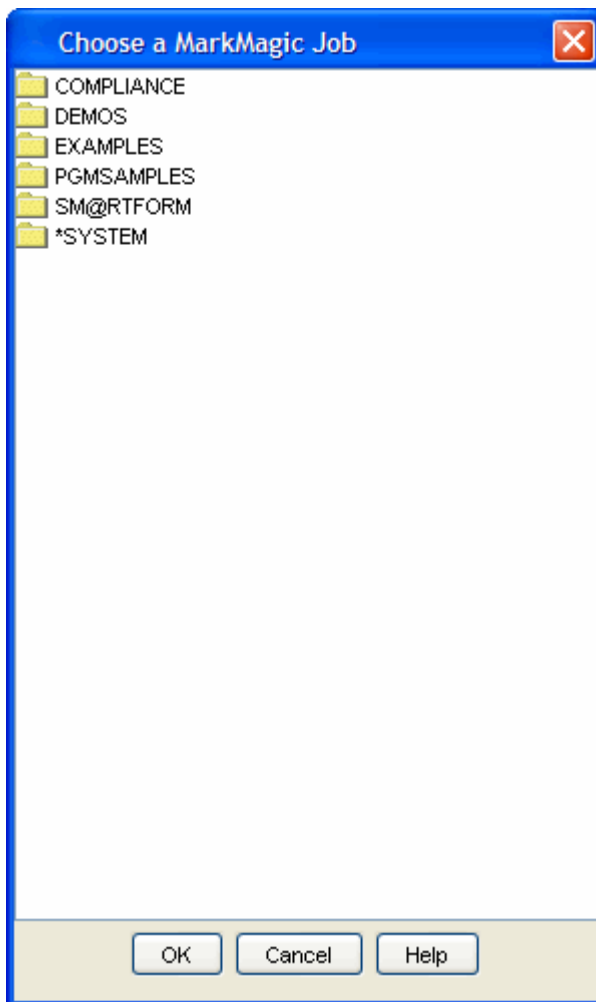 Choose a MarkMagic Job
COMPLIANCE
DEMOS
EXAMPLES
PGMSAMPLES
SM@RTFORM
*SYSTEM
OK Cancel Help